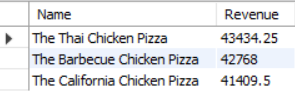 Name Revenue
The Thai Chicken Pizza 43434.25
The Barbecue Chicken Pizza 42768
The California Chicken Pizza 41409.5